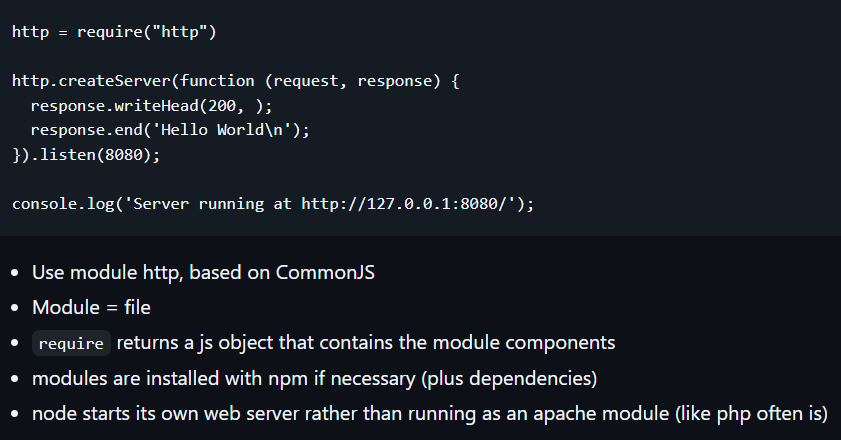 http = require("http")
http.createServer(function (request, response) {
response.writeHead(200, );
response.end('Hello World\n');
}).listen(8080);
console.log('Server running at http://127.0.0.1:8080/');
Use module http, based on CommonJS
Module = file
require returns a js object that contains the module components
modules are installed with npm if necessary (plus dependencies)
node starts its own web server rather than running as an apache module (like php often is)